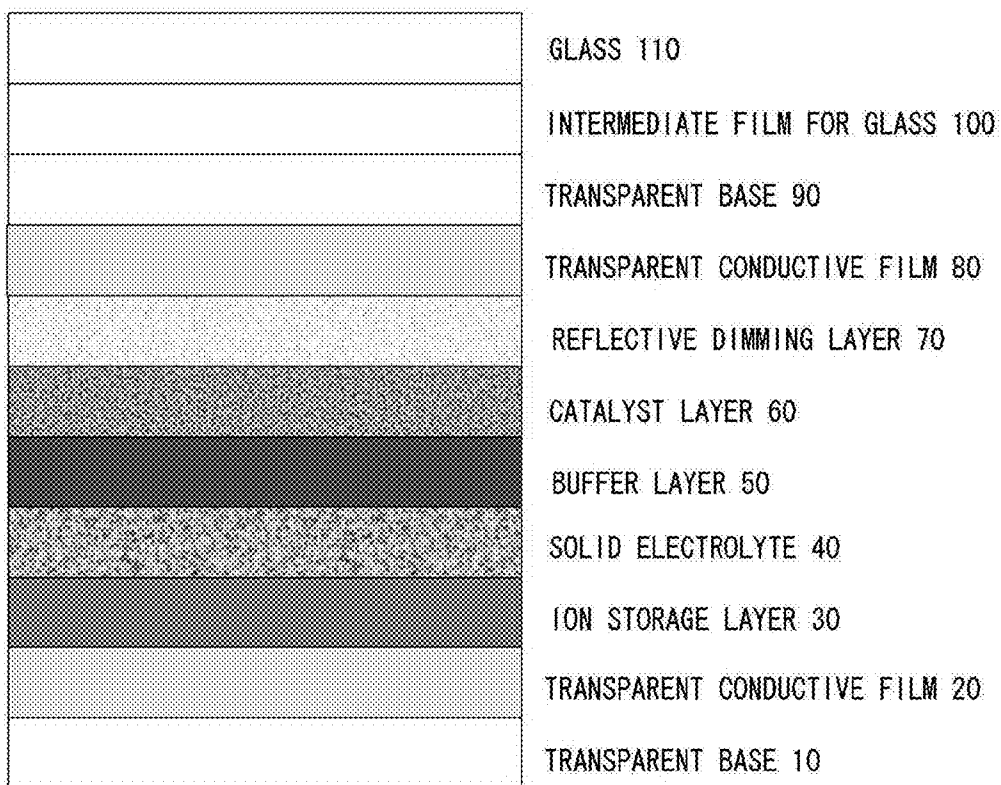 GLASS 110
INTERMEDIATE FILM FOR GLASS 100
TRANSPARENT BASE 90
TRANSPARENT CONDUCTIVE FILM 80
REFLECTIVE DIMMING LAYER 70
CATALYST LAYER 60
BUFFER LAYER 50
SOLID ELECTROLYTE 40
ION STORAGE LAYER 30
TRANSPARENT CONDUCTIVE FILM 20
TRANSPARENT BASE 10